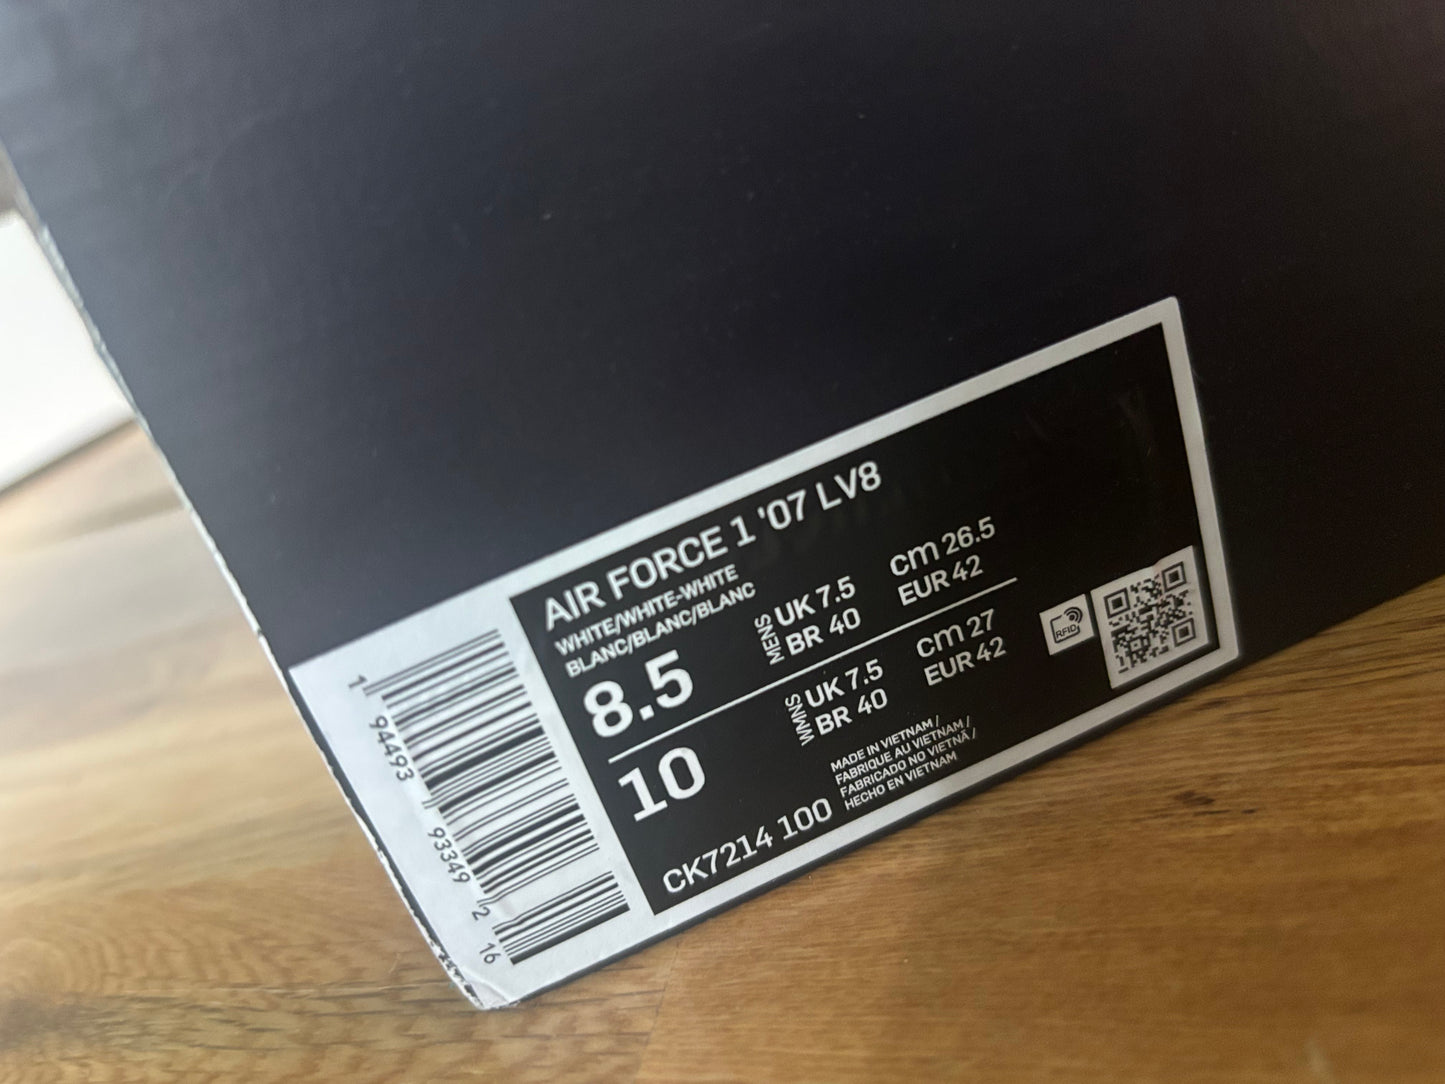 AIR FORCE 1 '07 LV8
WHITE/WHITE-WHITE
BLANC/BLANC/BLANC
8.5
MENS
UK 7.5
BR 40
cm 26.5
EUR 42
10
WMNS
UK 7.5
BR 40
cm 27
EUR 42
RFID
MADE IN VIETNAM /
FABRIQUE AU VIETNAM /
FABRICADO NO VIETNÃ /
HECHO EN VIETNAM
CK7214 100
1 94493 93349 2 16